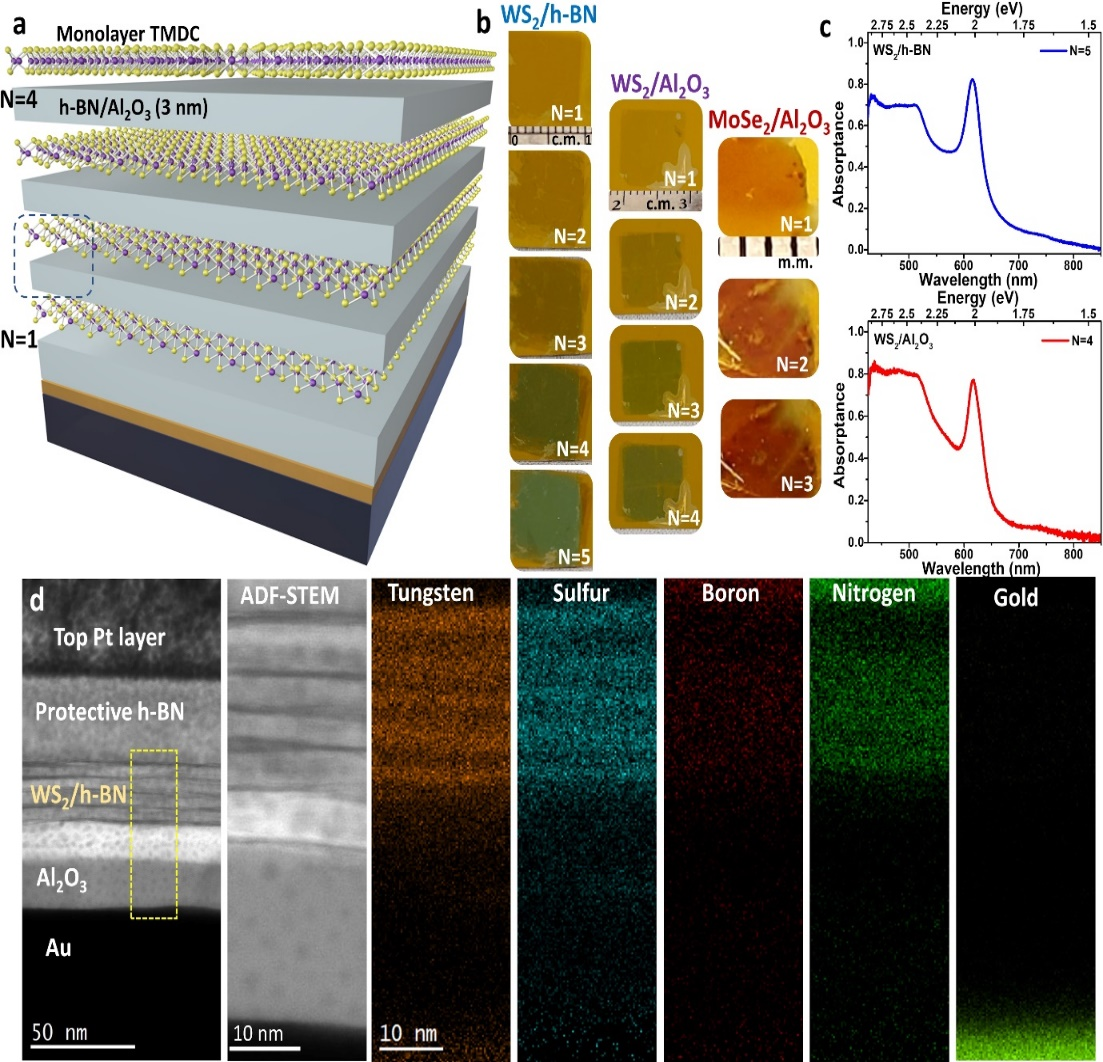 a
Monolayer TMDC
N=4
h-BN/Al₂O₃ (3 nm)
N=1
b
WS₂/h-BN
N=1
0 c.m. 1
N=2
N=3
N=4
N=5
WS₂/Al₂O₃
N=1
2 c.m. 3
N=2
N=3
N=4
MoSe₂/Al₂O₃
N=1
m.m.
N=2
N=3
c
Energy (eV)
2.75 2.5 2.25 2 1.75 1.5
WS₂/h-BN
N=5
1.0
0.8
0.6
0.4
0.2
0.0
Absorptance
500 600 700 800
Wavelength (nm)
Energy (eV)
2.75 2.5 2.25 2 1.75 1.5
WS₂/Al₂O₃
N=4
1.0
0.8
0.6
0.4
0.2
0.0
Absorptance
500 600 700 800
Wavelength (nm)
d
Top Pt layer
Protective h-BN
WS₂/h-BN
Al₂O₃
Au
50 nm
ADF-STEM
10 nm
Tungsten
10 nm
Sulfur
Boron
Nitrogen
Gold